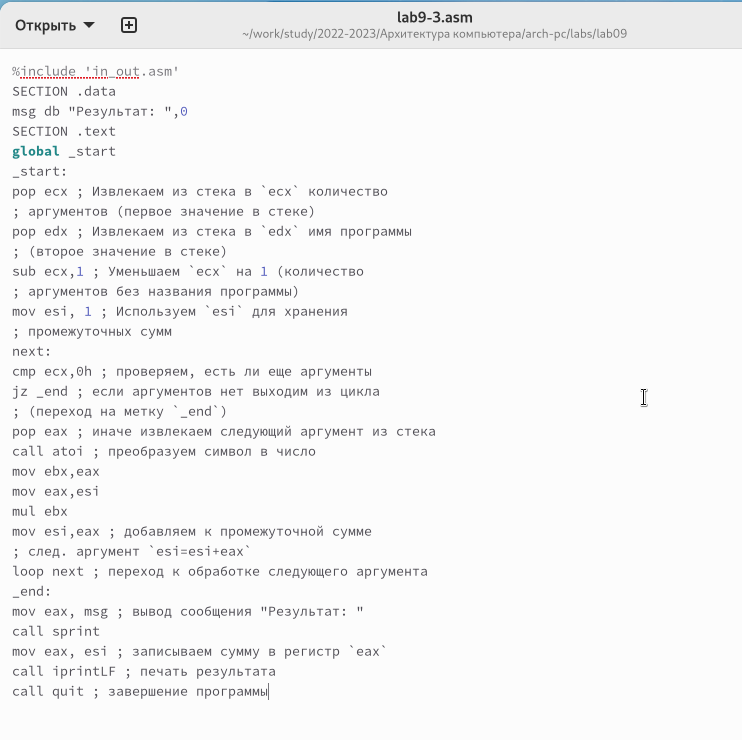 Открыть
lab9-3.asm
~/work/study/2022-2023/Архитектура компьютера/arch-pc/labs/lab09
%include 'in_out.asm'
SECTION .data
msg db "Результат: ",0
SECTION .text
global _start
_start:
pop ecx ; Извлекаем из стека в `ecx` количество
; аргументов (первое значение в стеке)
pop edx ; Извлекаем из стека в `edx` имя программы
; (второе значение в стеке)
sub ecx,1 ; Уменьшаем `ecx` на 1 (количество
; аргументов без названия программы)
mov esi, 1 ; Используем `esi` для хранения
; промежуточных сумм
next:
cmp ecx,0h ; проверяем, есть ли еще аргументы
jz _end ; если аргументов нет выходим из цикла
; (переход на метку `_end`)
pop eax ; иначе извлекаем следующий аргумент из стека
call atoi ; преобразуем символ в число
mov ebx,eax
mov eax,esi
mul ebx
mov esi,eax ; добавляем к промежуточной сумме
; след. аргумент `esi=esi+eax`
loop next ; переход к обработке следующего аргумента
_end:
mov eax, msg ; вывод сообщения "Результат: "
call sprint
mov eax, esi ; записываем сумму в регистр `eax`
call iprintLF ; печать результата
call quit ; завершение программы